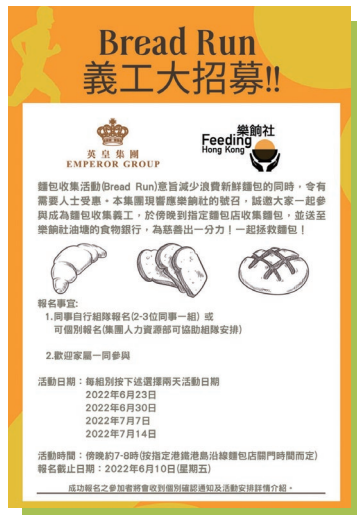 Bread Run
義工大招募!!
英皇集團
EMPEROR GROUP
樂餉社
Feeding
Hong Kong
麵包收集活動(Bread Run)意旨減少浪費新鮮麵包的同時，令有
需要人士受惠。本集團現響應樂餉社的號召，誠邀大家一起參
與成為麵包收集義工，於傍晚到指定麵包店收集麵包，並送至
樂餉社油塘的食物銀行，為慈善出一分力！一起拯救麵包！
報名事宜:
1.同事自行組隊報名(2-3位同事一組) 或
可個別報名(集團人力資源部可協助組隊安排)
2.歡迎家屬一同參與
活動日期：每組別按下述選擇兩天活動日期
2022年6月23日
2022年6月30日
2022年7月7日
2022年7月14日
活動時間：傍晚約7-8時(按指定港鐵港島沿線麵包店關門時間而定)
報名截止日期：2022年6月10日(星期五)
成功報名之參加者將會收到個別確認通知及活動安排詳情介紹。